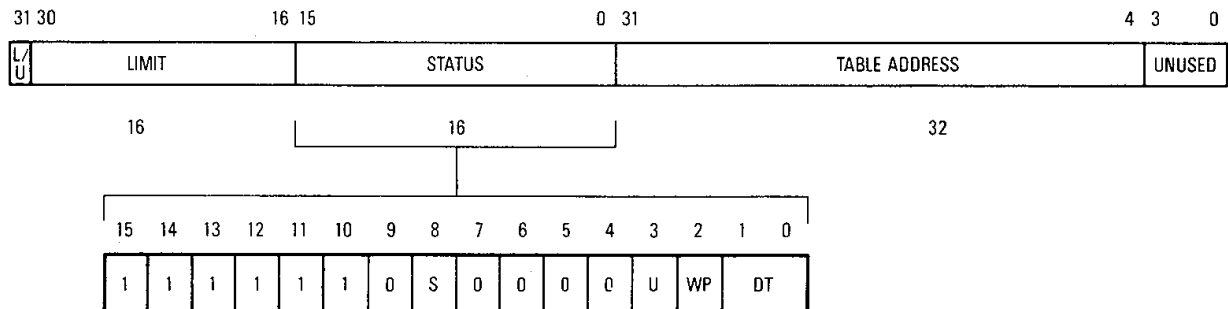 31 30 16 15 0 31 4 3 0
L/U LIMIT STATUS TABLE ADDRESS UNUSED
16 16 32
15 14 13 12 11 10 9 8 7 6 5 4 3 2 1 0
1 1 1 1 1 1 0 S 0 0 0 0 U WP DT